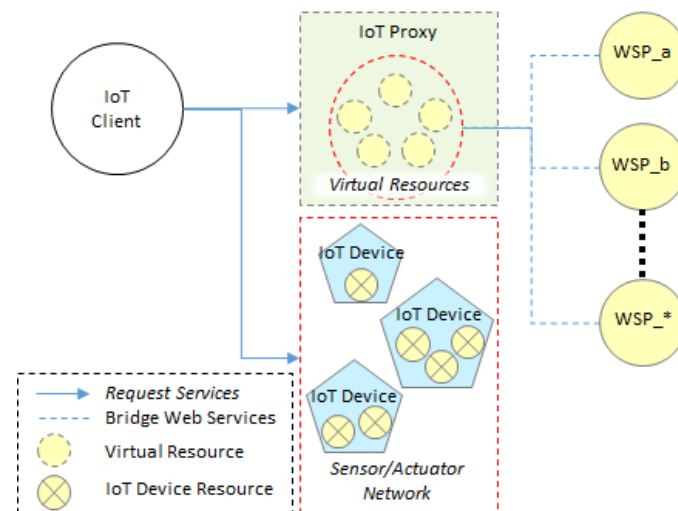 IoT Proxy
WSP_a
IoT
Client
WSP_b
Virtual Resources
IoT Device
IoT Device
WSP_*
IoT Device
Sensor/Actuator
Network
Request Services
Bridge Web Services
Virtual Resource
IoT Device Resource